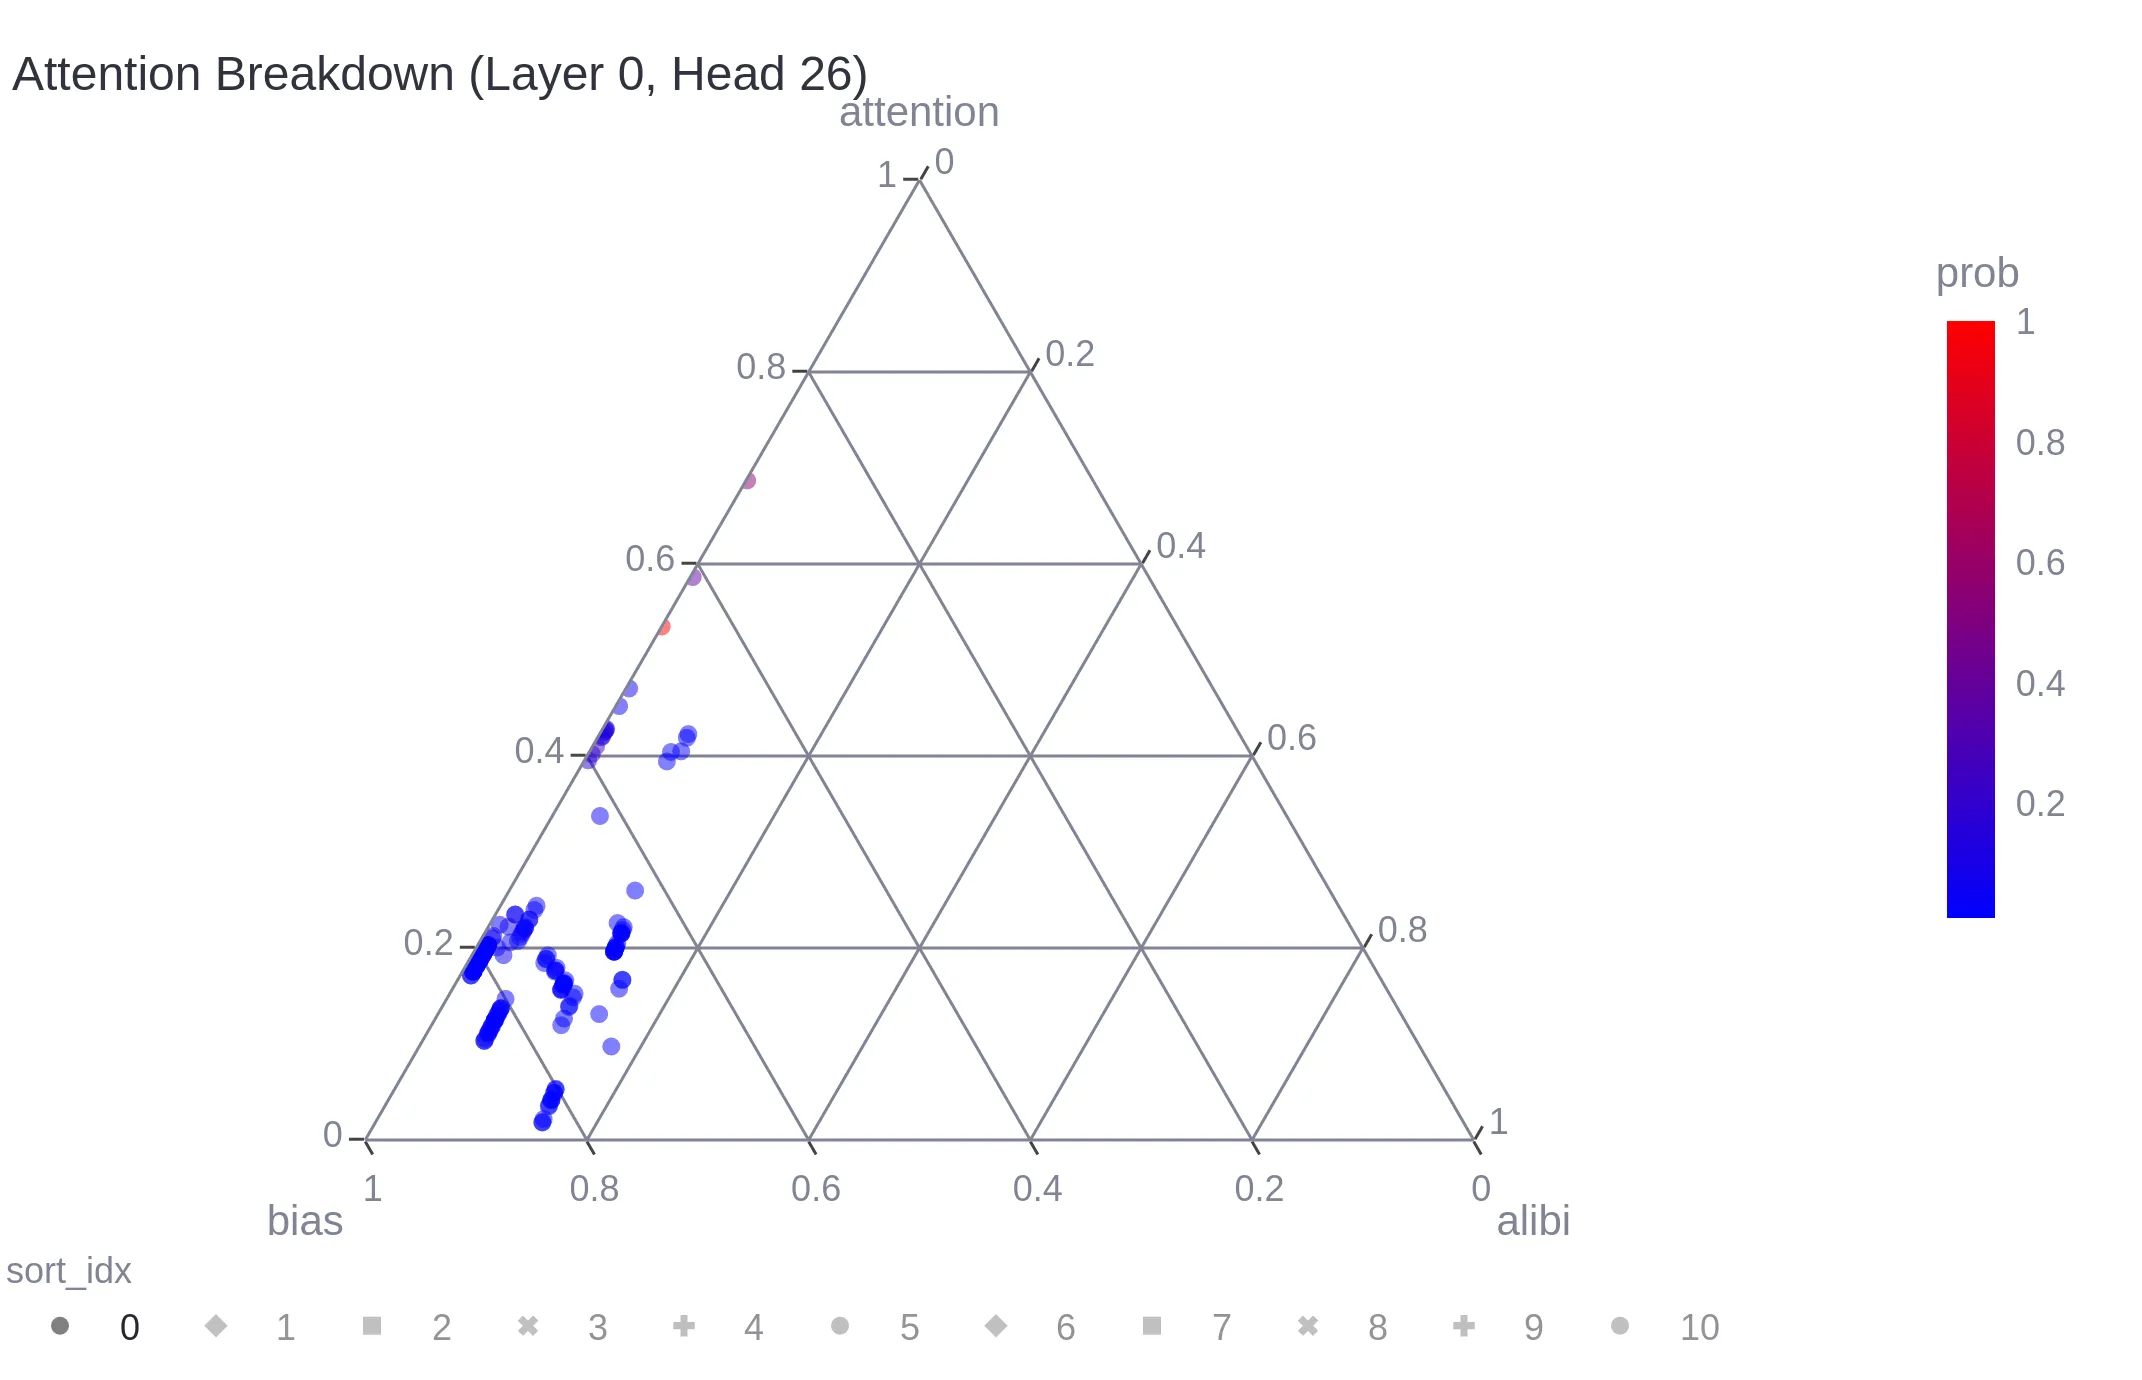 Attention Breakdown (Layer 0, Head 26)
attention
1 0
prob
1
0.8 0.2
0.8
0.6 0.4
0.6
0.4 0.6
0.4
0.2
0.2 0.8
0 1
1 0.8 0.6 0.4 0.2 0
bias alibi
sort_idx
0 1 2 3 4 5 6 7 8 9 10